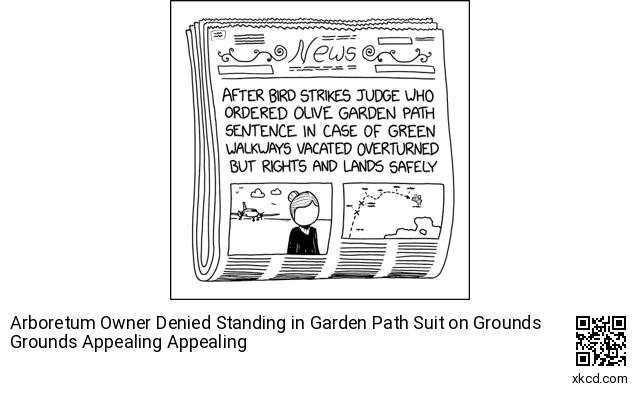 News
AFTER BIRD STRIKES JUDGE WHO
ORDERED OLIVE GARDEN PATH
SENTENCE IN CASE OF GREEN
WALKWAYS VACATED OVERTURNED
BUT RIGHTS AND LANDS SAFELY
Arboretum Owner Denied Standing in Garden Path Suit on Grounds
Grounds Appealing Appealing
xkcd.com